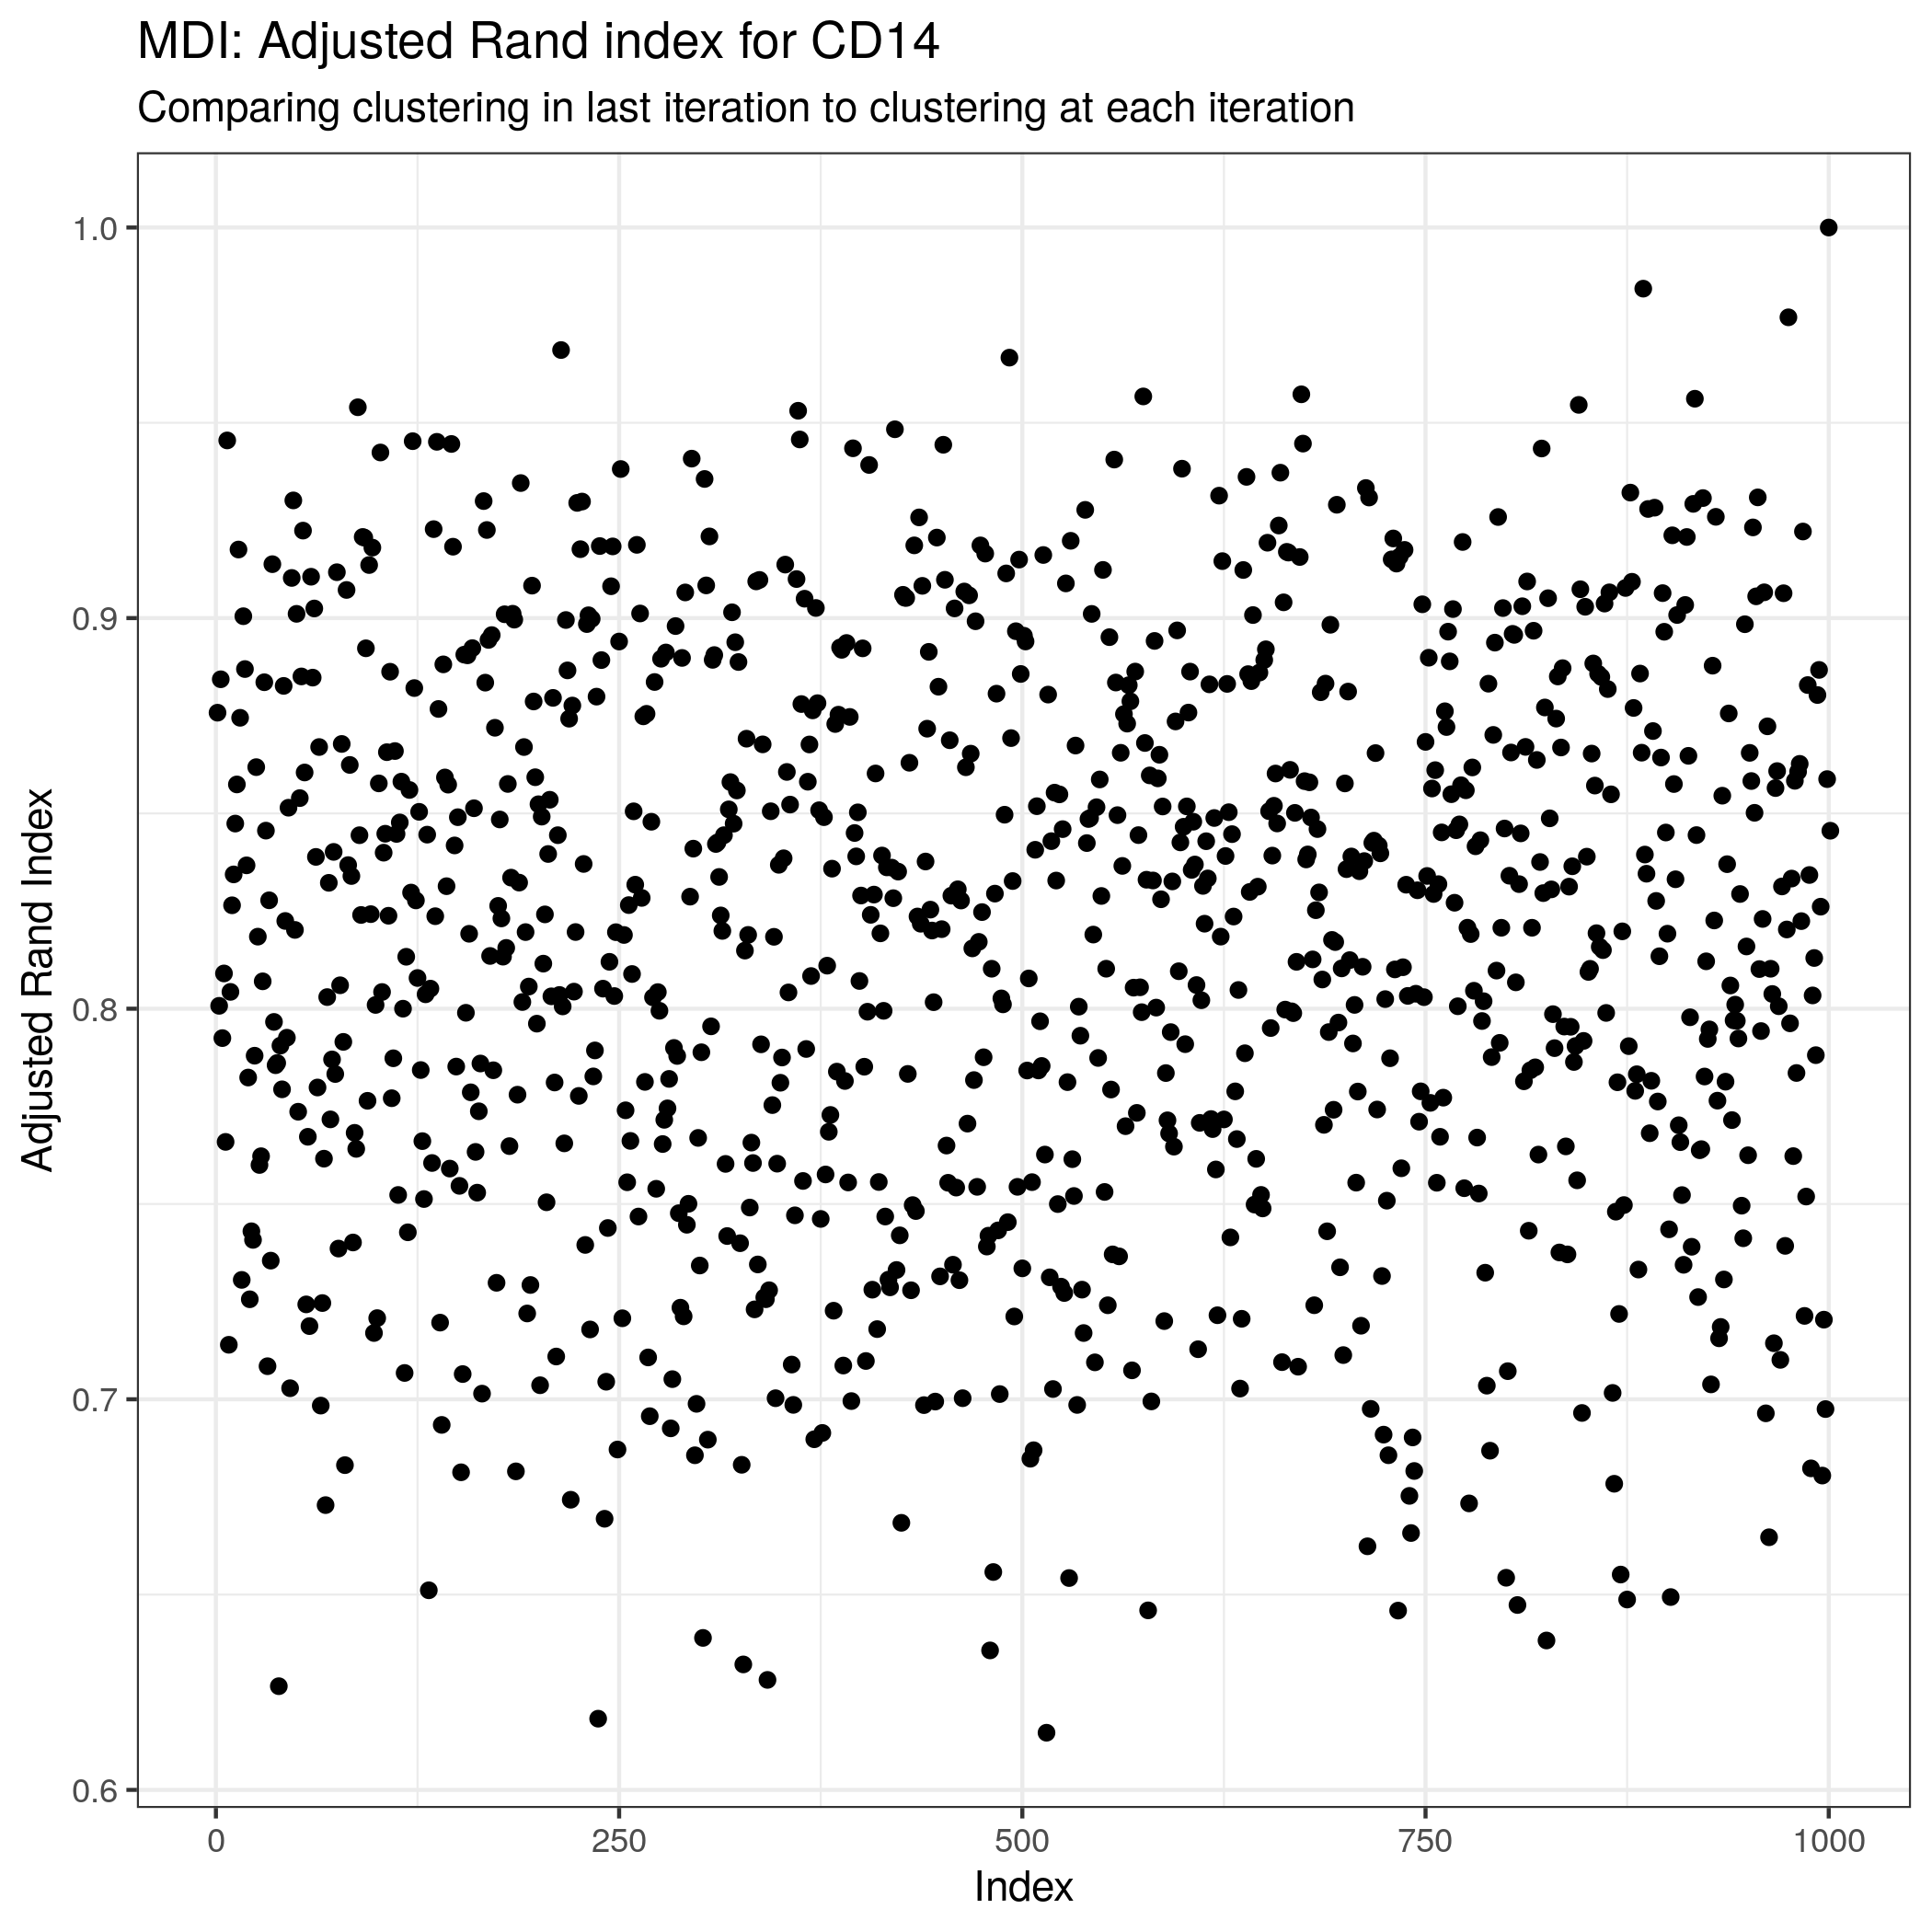 MDI: Adjusted Rand index for CD14
Comparing clustering in last iteration to clustering at each iteration
Adjusted Rand Index
1.0
0.9
0.8
0.7
0.6
0 250 500 750 1000
Index